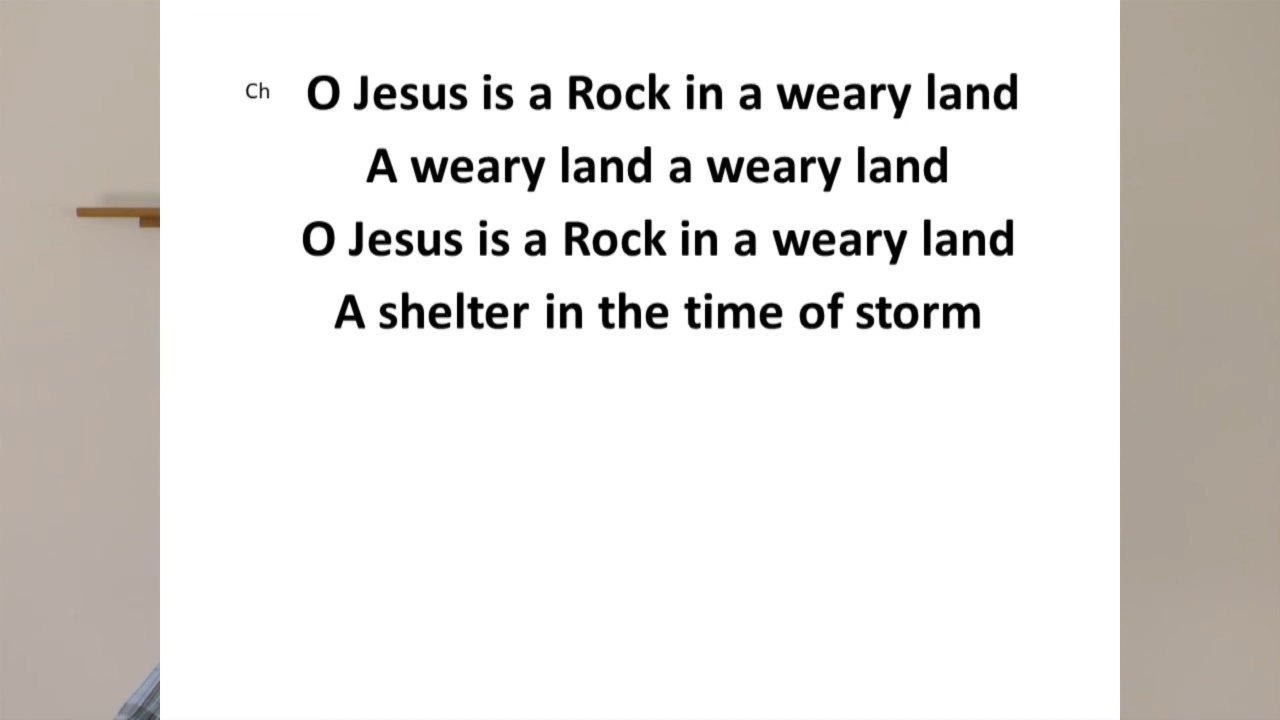 Ch O Jesus is a Rock in a weary land
A weary land a weary land
O Jesus is a Rock in a weary land
A shelter in the time of storm